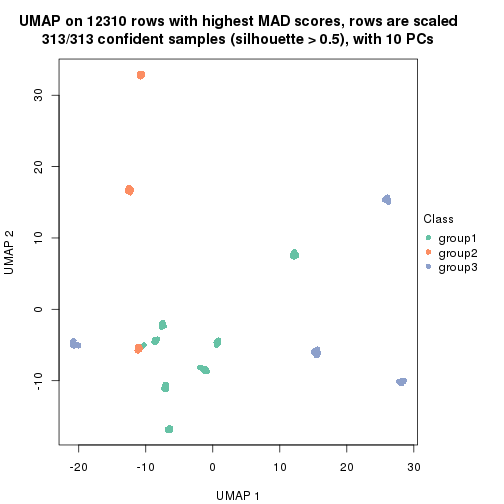 UMAP on 12310 rows with highest MAD scores, rows are scaled
313/313 confident samples (silhouette > 0.5), with 10 PCs
30
20
10
0
-10
UMAP 2
-20
-10
0
10
20
30
UMAP 1
Class
group1
group2
group3